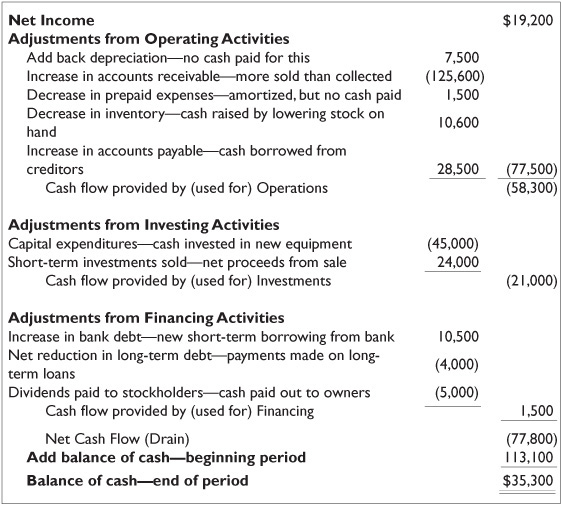 Net Income $19,200
Adjustments from Operating Activities
Add back depreciation—no cash paid for this 7,500
Increase in accounts receivable—more sold than collected (125,600)
Decrease in prepaid expenses—amortized, but no cash paid 1,500
Decrease in inventory—cash raised by lowering stock on
hand 10,600
Increase in accounts payable—cash borrowed from
creditors 28,500 (77,500)
Cash flow provided by (used for) Operations (58,300)
Adjustments from Investing Activities
Capital expenditures—cash invested in new equipment (45,000)
Short-term investments sold—net proceeds from sale 24,000
Cash flow provided by (used for) Investments (21,000)
Adjustments from Financing Activities
Increase in bank debt—new short-term borrowing from bank 10,500
Net reduction in long-term debt—payments made on long-
term loans (4,000)
Dividends paid to stockholders—cash paid out to owners (5,000)
Cash flow provided by (used for) Financing 1,500
Net Cash Flow (Drain) (77,800)
Add balance of cash—beginning period 113,100
Balance of cash—end of period $35,300